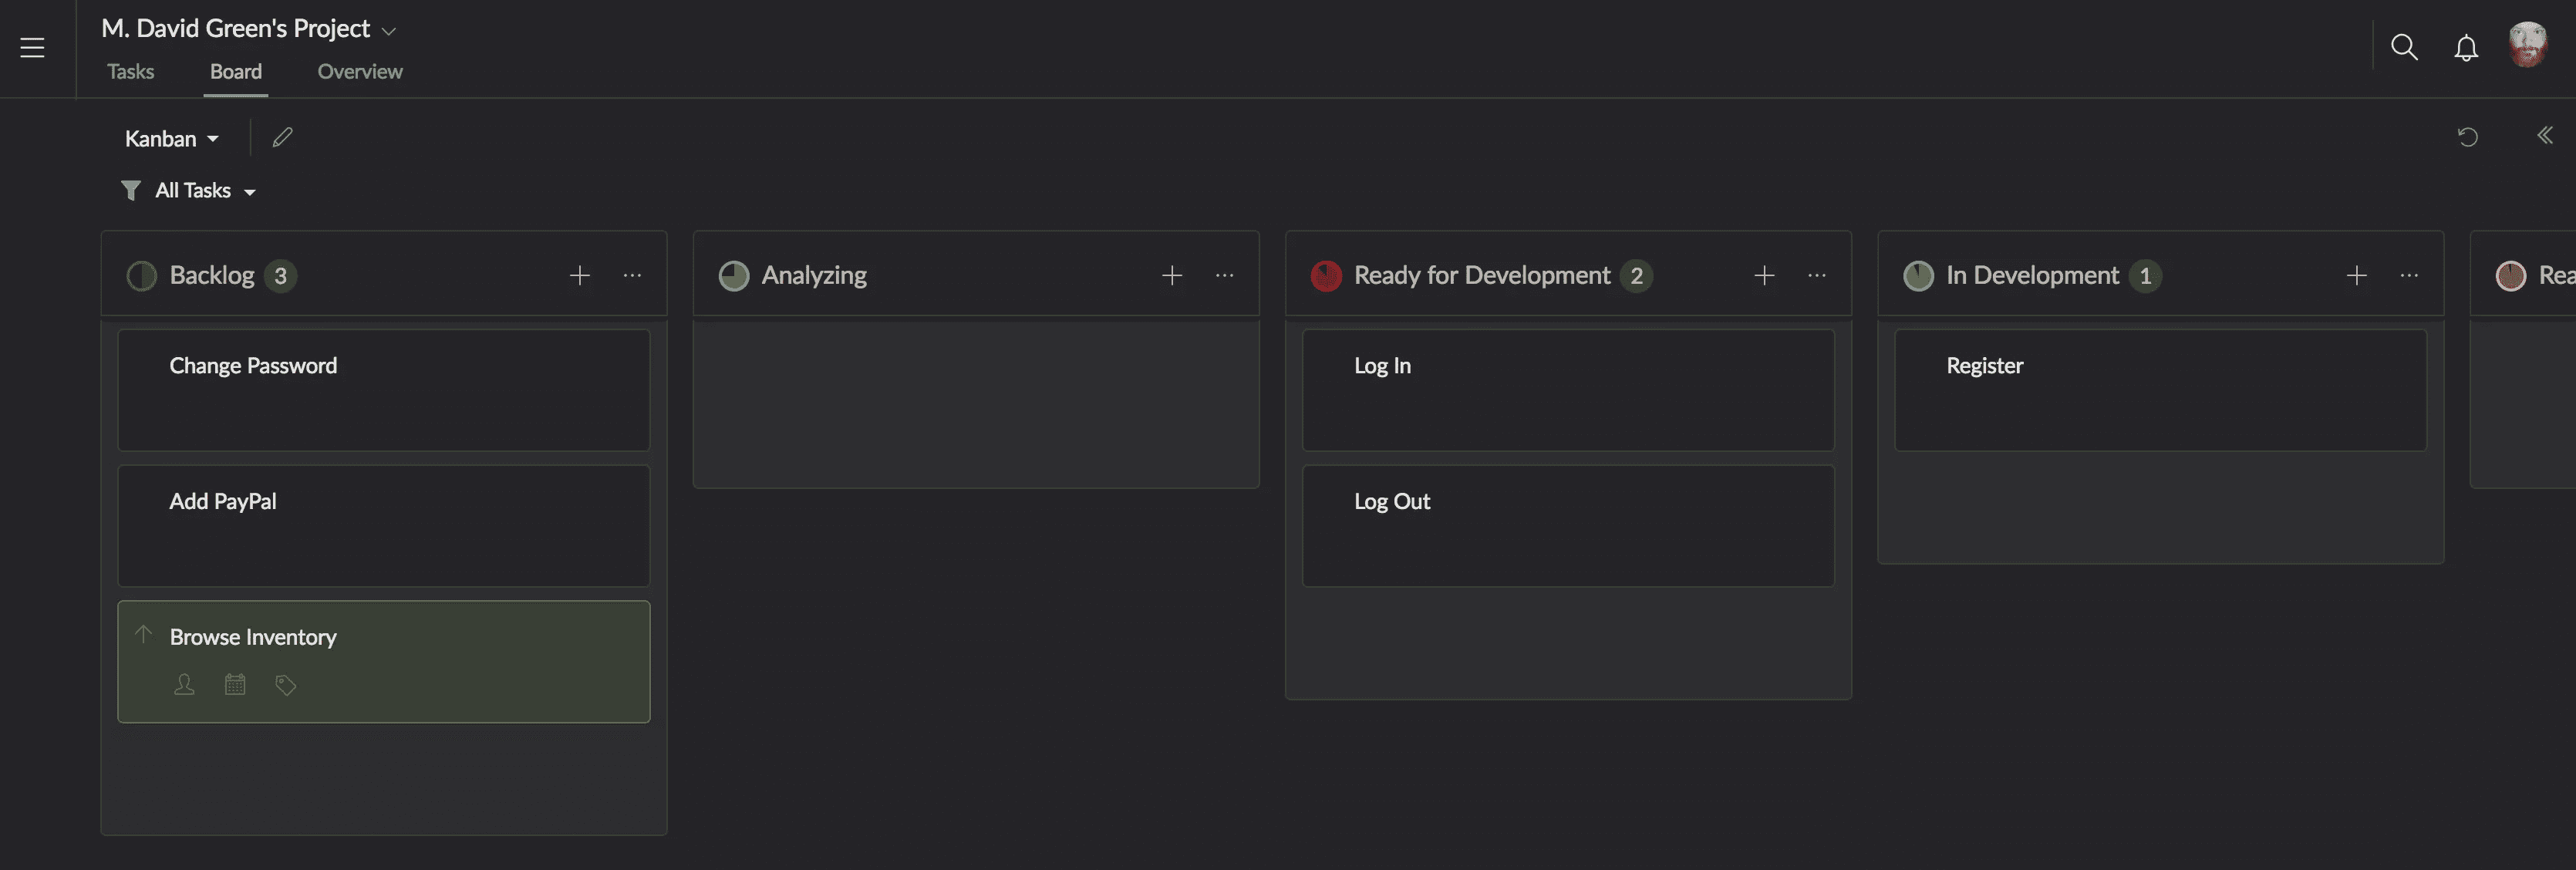 M. David Green's Project
Tasks Board Overview
Kanban
All Tasks
Backlog 3
Change Password
Add PayPal
Browse Inventory
Analyzing
Ready for Development 2
Log In
Log Out
In Development 1
Register
Rea